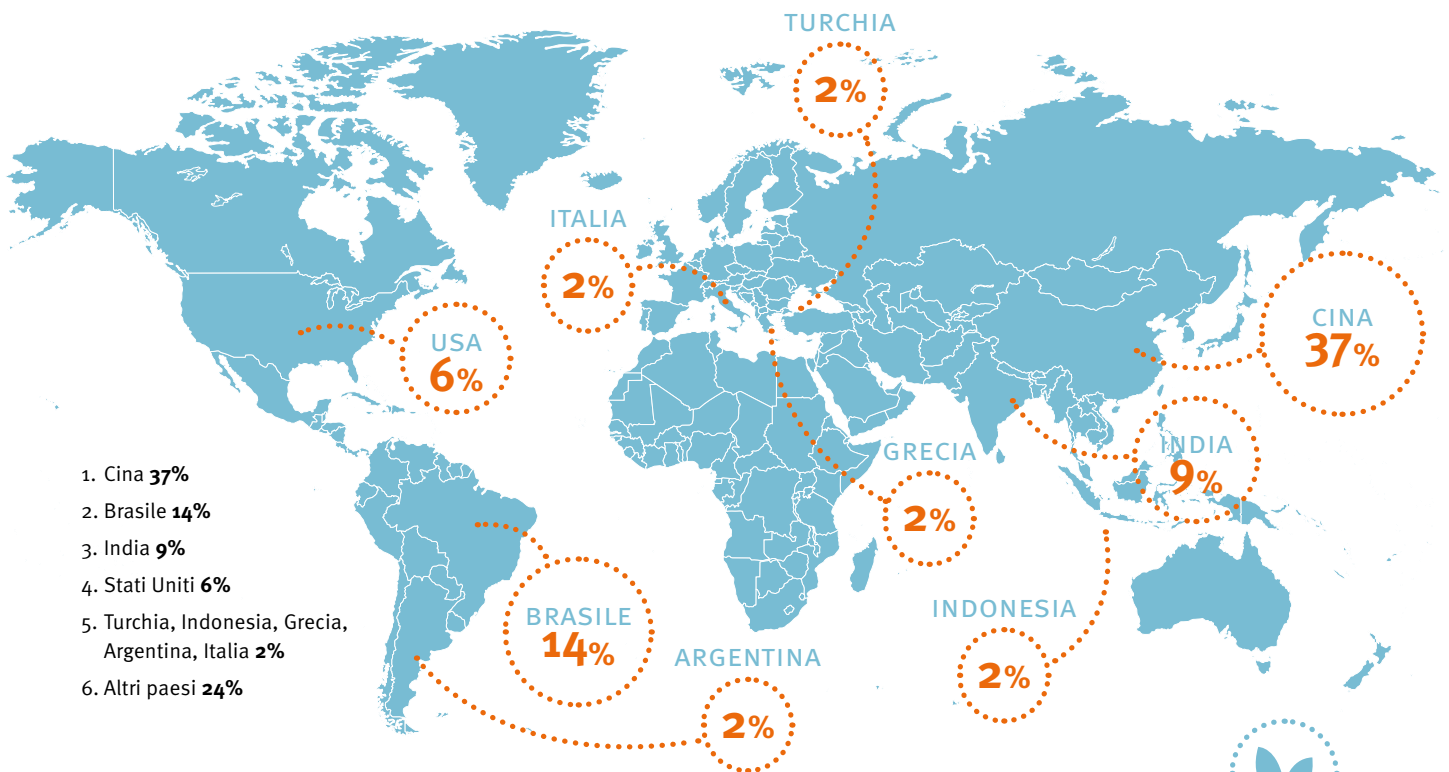 TURCHIA
2%
ITALIA
2%
USA
6%
CINA
37%
INDIA
9%
GRECIA
2%
1. Cina 37%
2. Brasile 14%
3. India 9%
4. Stati Uniti 6%
5. Turchia, Indonesia, Grecia,
Argentina, Italia 2%
6. Altri paesi 24%
BRASILE
14%
INDONESIA
2%
ARGENTINA
2%